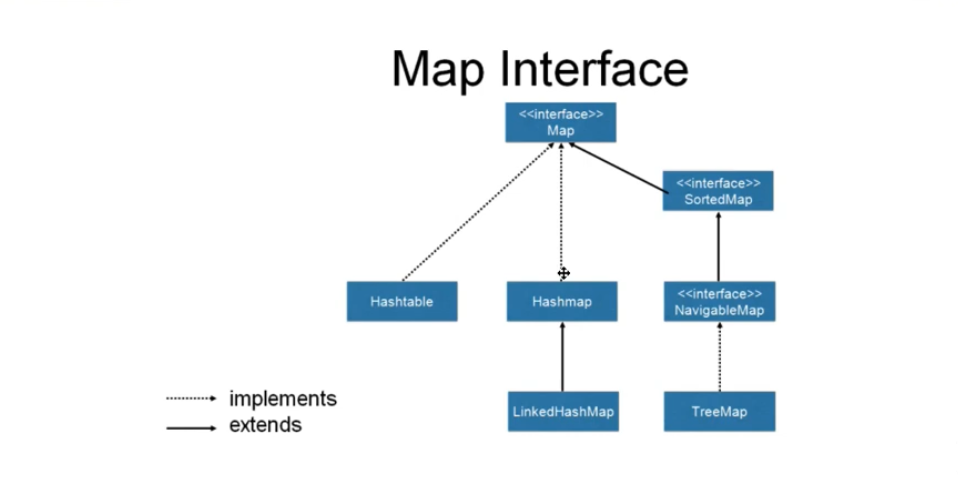 Map Interface
<<interface>>
Map
<<interface>>
SortedMap
Hashtable
Hashmap
<<interface>>
NavigableMap
LinkedHashMap
TreeMap
implements
extends